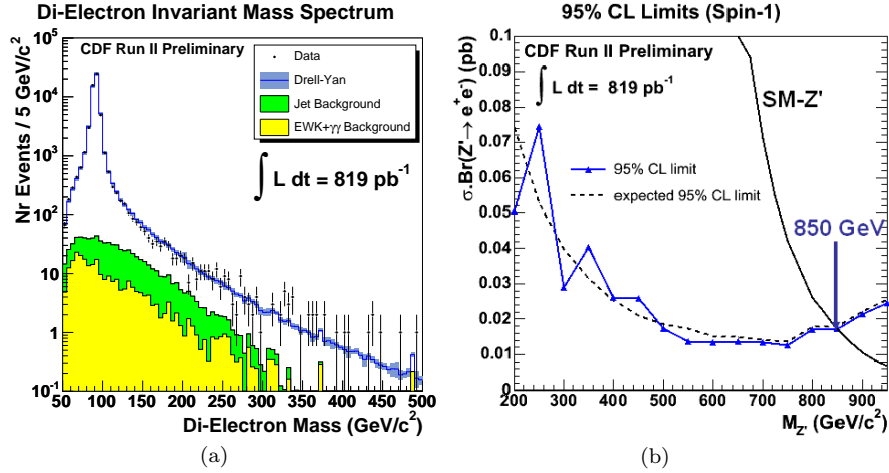 Di-Electron Invariant Mass Spectrum
CDF Run II Preliminary
Data
Drell-Yan
Jet Background
EWK+γγ Background
∫ L dt = 819 pb⁻¹
Nr Events / 5 GeV/c²
10⁵
10⁴
10³
10²
10
1
10⁻¹
50 100 150 200 250 300 350 400 450 500
Di-Electron Mass (GeV/c²)
(a)
95% CL Limits (Spin-1)
CDF Run II Preliminary
∫ L dt = 819 pb⁻¹
SM-Z'
95% CL limit
expected 95% CL limit
850 GeV
σ.Br(Z'→ e⁺e⁻) (pb)
0.1
0.09
0.08
0.07
0.06
0.05
0.04
0.03
0.02
0.01
0
200 300 400 500 600 700 800 900
M_Z' (GeV/c²)
(b)